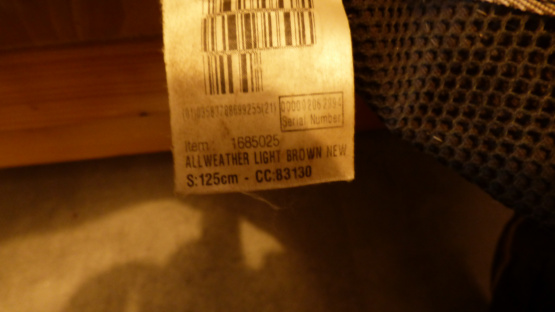 Serial Number
Item : 1685025
ALLWEATHER LIGHT BROWN NEW
S:125cm - CC:83130